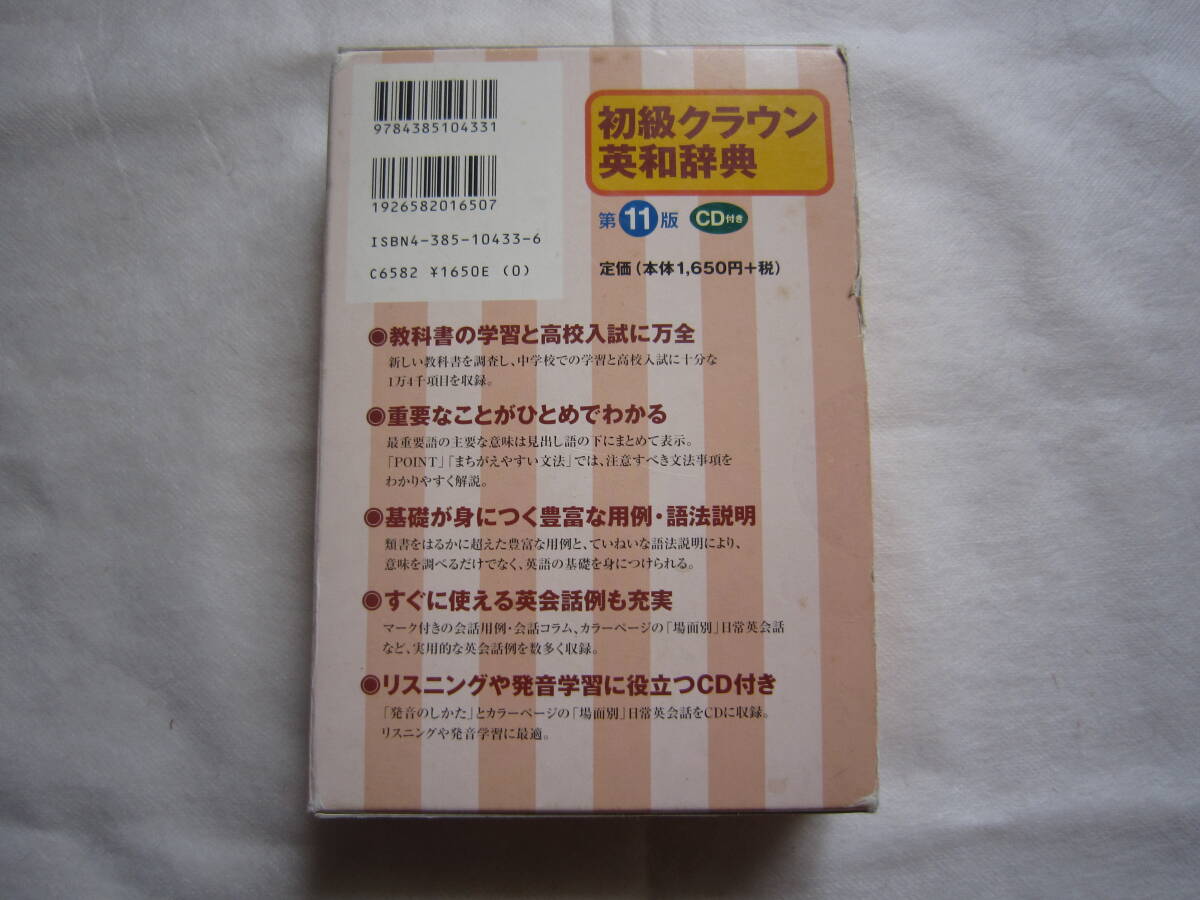 9784385104331
1926582016507
ISBN4-385-10433-6
C6582 ¥1650E (0)
初級クラウン
英和辞典
第11版 CD付き
定価(本体1,650円+税)
◉教科書の学習と高校入試に万全
新しい教科書を調査し、中学校での学習と高校入試に十分な
1万4千項目を収録。
◉重要なことがひとめでわかる
最重要語の主要な意味は見出し語の下にまとめて表示。
「POINT」「まちがえやすい文法」では、注意すべき文法事項を
わかりやすく解説。
◉基礎が身につく豊富な用例・語法説明
類書をはるかに超えた豊富な用例と、ていねいな語法説明により、
意味を調べるだけでなく、英語の基礎を身につけられる。
◉すぐに使える英会話例も充実
マーク付きの会話用例・会話コラム、カラーページの「場面別」日常英会話
など、実用的な英会話例を数多く収録。
◉リスニングや発音学習に役立つCD付き
「発音のしかた」とカラーページの「場面別」日常英会話をCDに収録。
リスニングや発音学習に最適。